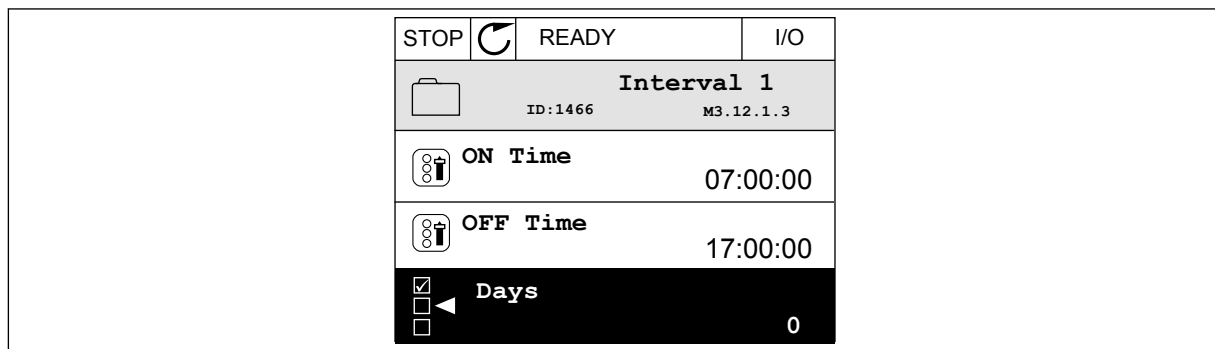 STOP READY I/O
Interval 1
ID:1466 M3.12.1.3
ON Time
07:00:00
OFF Time
17:00:00
Days
0